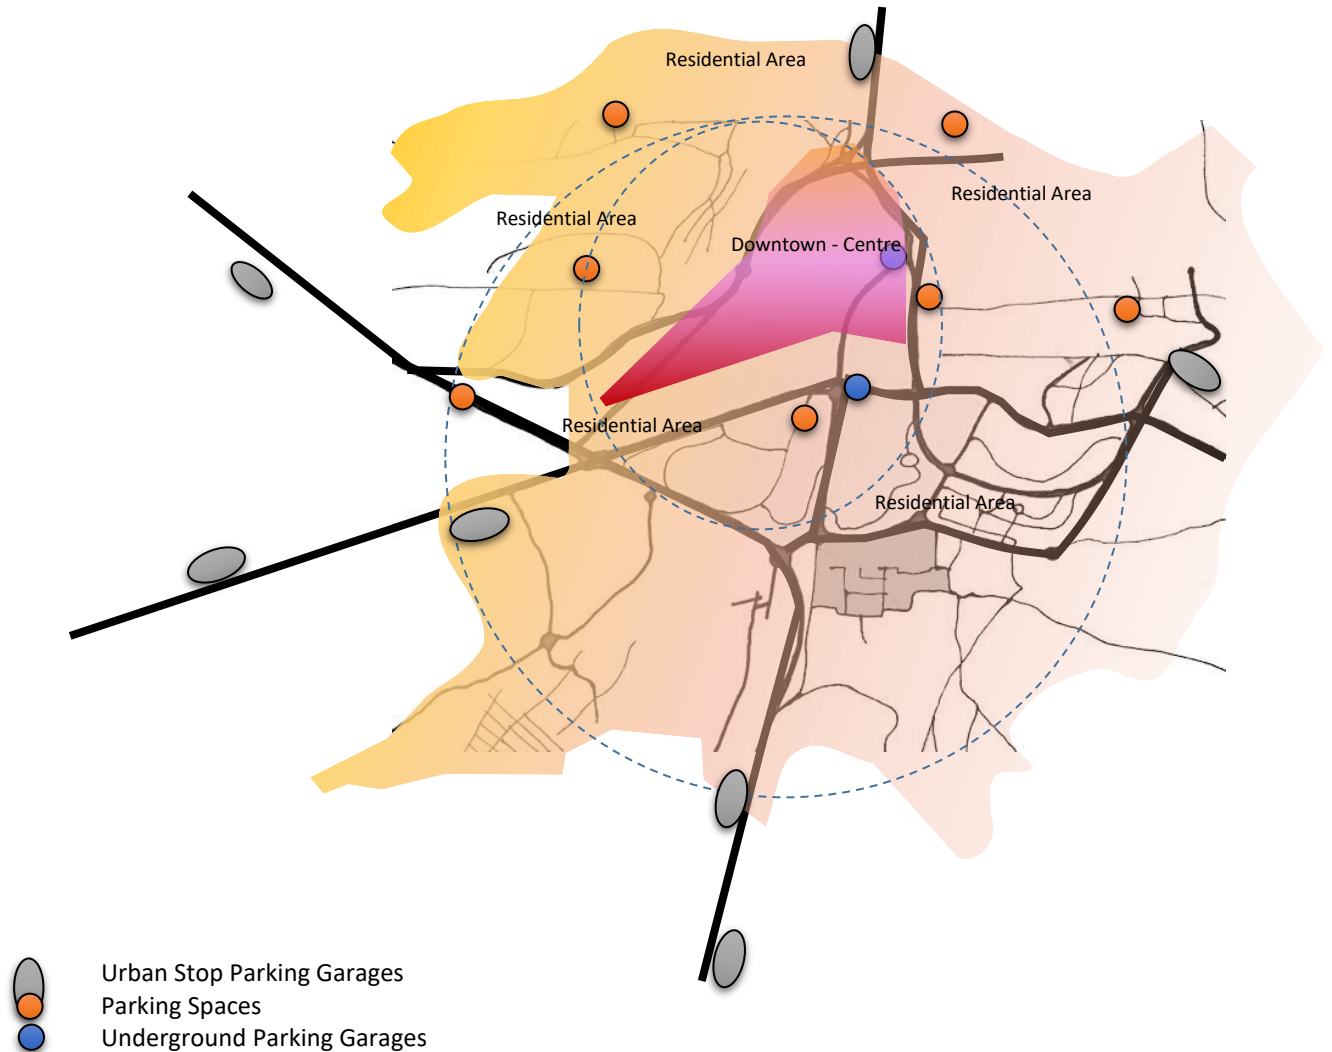 Residential Area
Residential Area
Residential Area
Downtown - Centre
Residential Area
Residential Area
Urban Stop Parking Garages
Parking Spaces
Underground Parking Garages